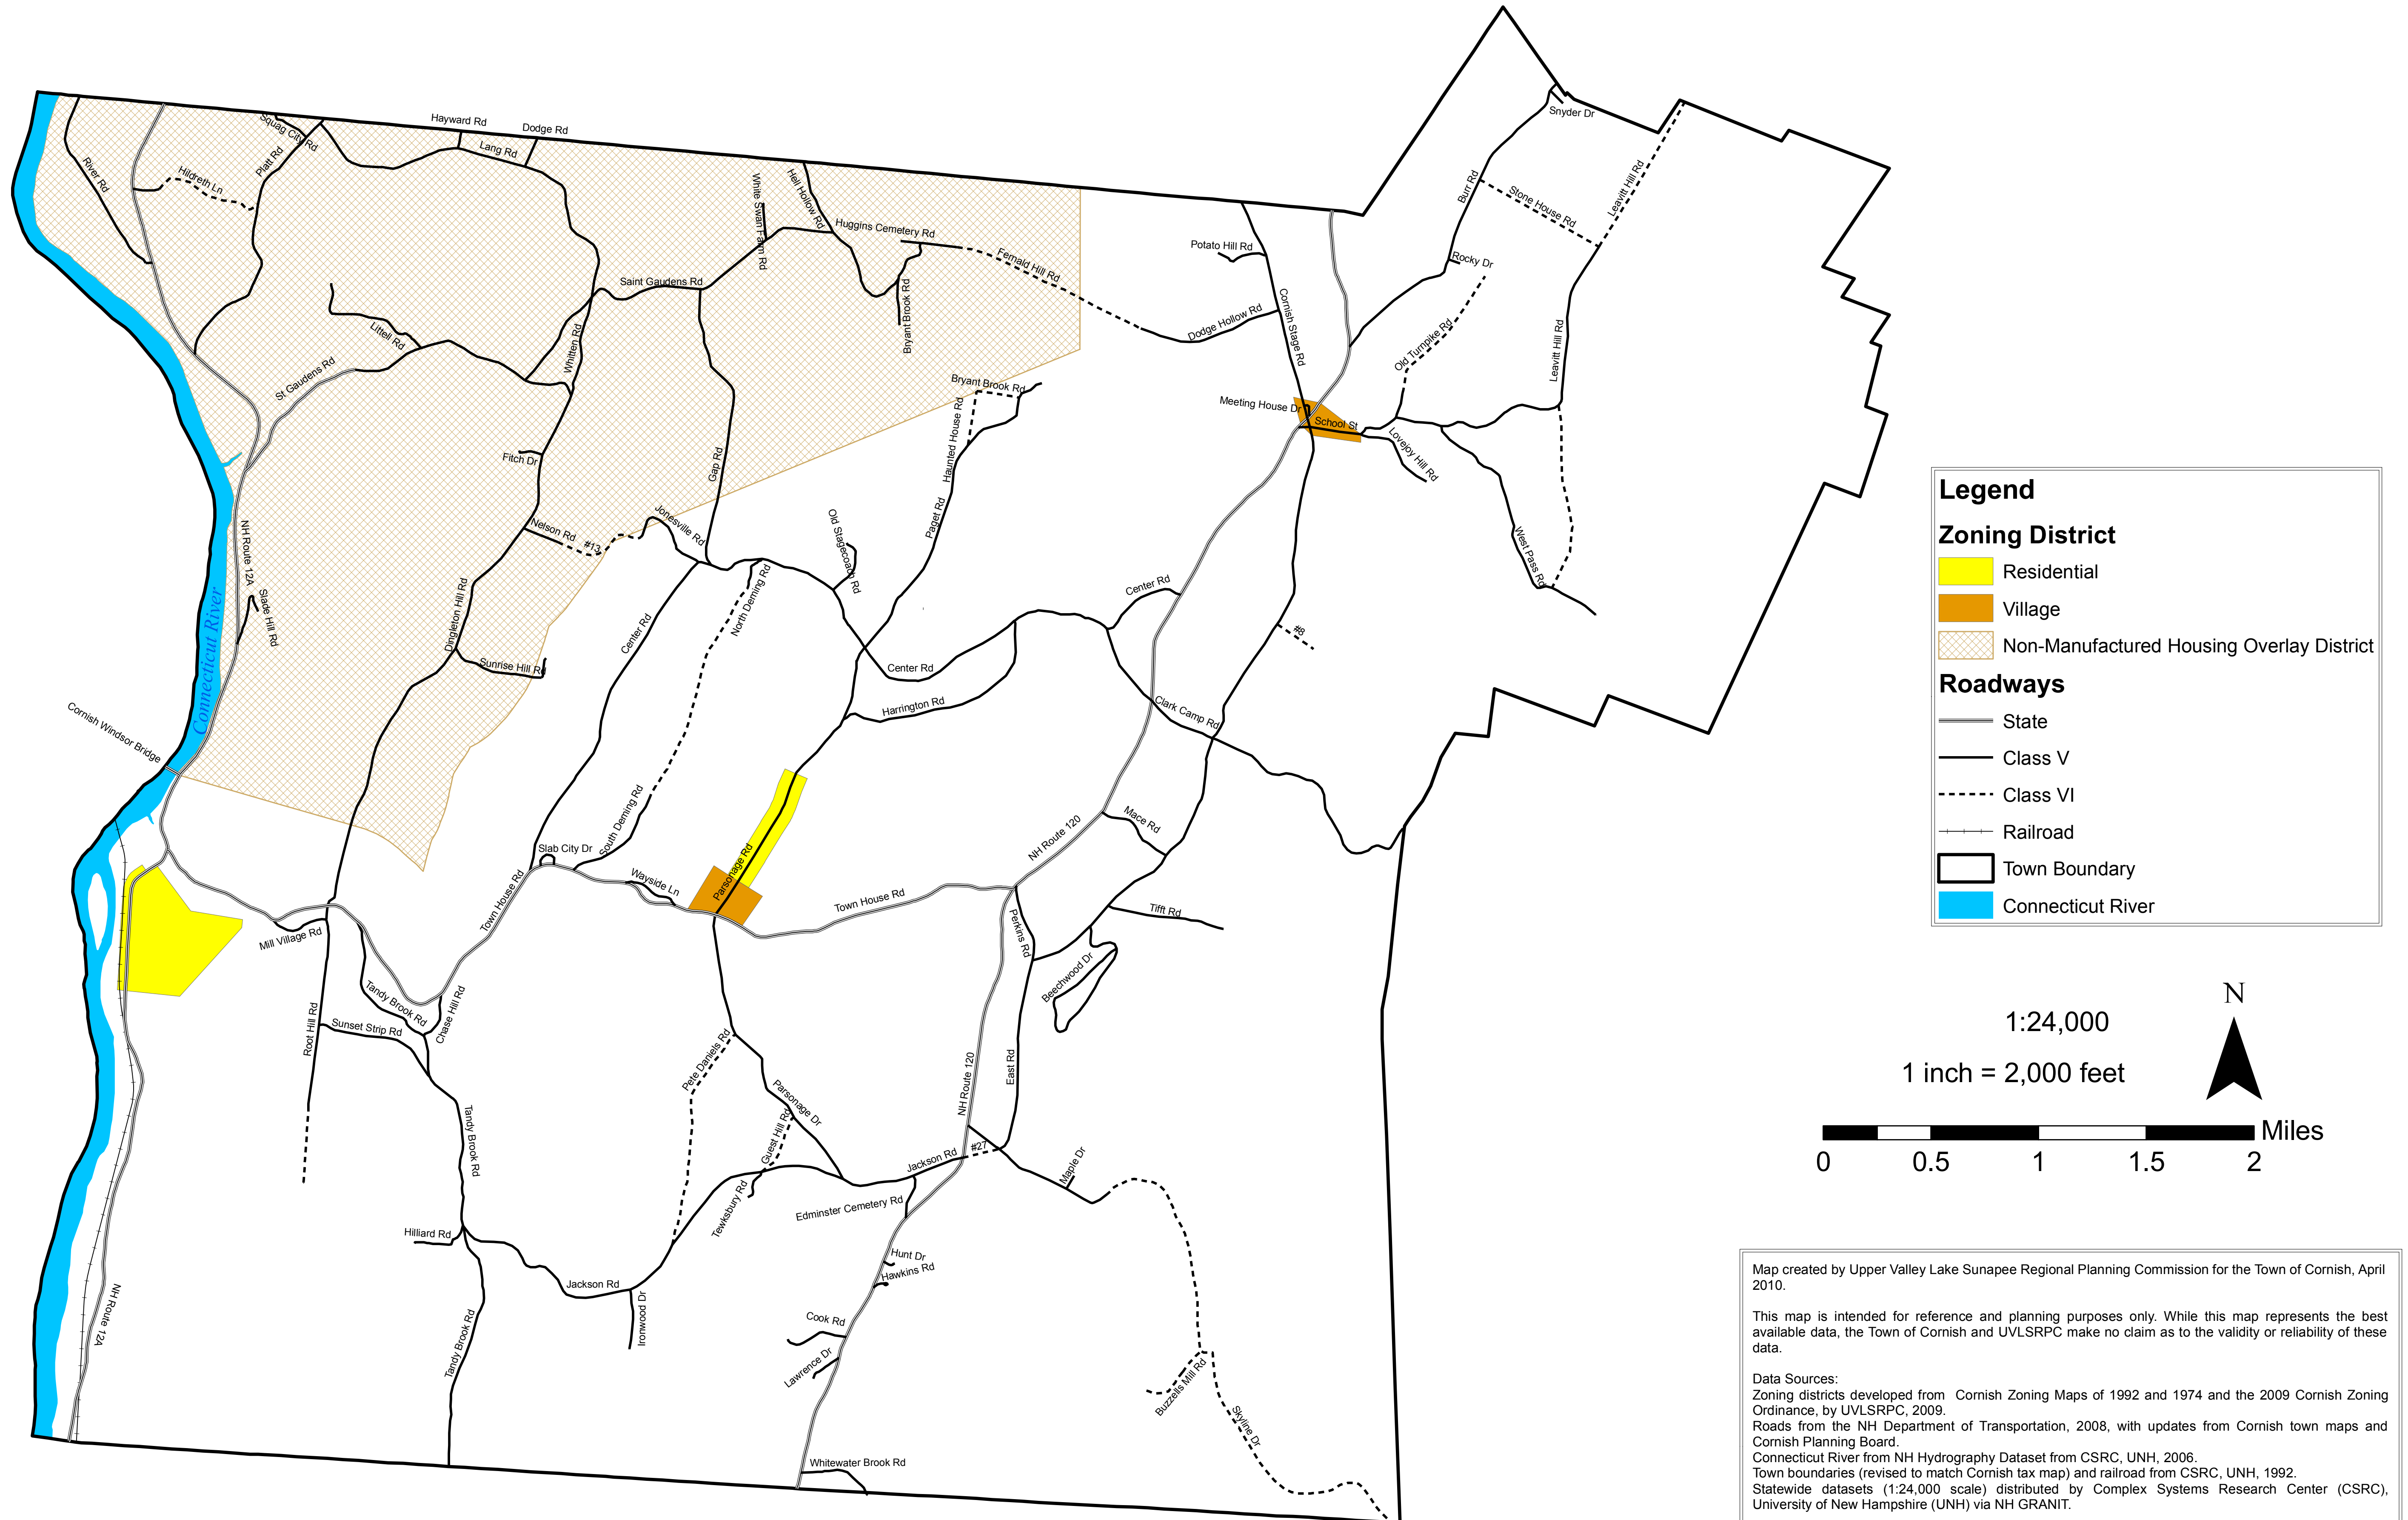 Squag City Rd
Hayward Rd
Dodge Rd
Lang Rd
Snyder Dr
River Rd
Hildreth Ln
Platt Rd
White Swan Farm Rd
Hell Hollow Rd
Huggins Cemetery Rd
Fernald Hill Rd
Potato Hill Rd
Burr Rd
Stone House Rd
Leavitt Hill Rd
Rocky Dr
Saint Gaudens Rd
Bryant Brook Rd
Dodge Hollow Rd
Cornish Stage Rd
Old Turnpike Rd
Leavitt Hill Rd
Littell Rd
Whitten Rd
St Gaudens Rd
Bryant Brook Rd
Meeting House Dr
School St
Lovejoy Hill Rd
Haunted House Rd
Fitch Dr
Gap Rd
Nelson Rd
#13
Jonesville Rd
Old Stagecoach Rd
Paget Rd
West Pass Rd
NH Route 12A
Slade Hill Rd
Connecticut River
Dingleton Hill Rd
Sunrise Hill Rd
Center Rd
North Deming Rd
Center Rd
#8
Center Rd
Harrington Rd
Clark Camp Rd
Cornish Windsor Bridge
South Deming Rd
Slab City Dr
Wayside Ln
Parsonage Rd
Town House Rd
Town House Rd
NH Route 120
Mace Rd
Tifft Rd
Perkins Rd
Beechwood Dr
Mill Village Rd
Root Hill Rd
Sunset Strip Rd
Tandy Brook Rd
Chase Hill Rd
Pete Daniels Rd
Parsonage Dr
Guest Hill Rd
NH Route 120
East Rd
Tandy Brook Rd
Jackson Rd
#27
Maple Dr
Tewksbury Rd
Edminster Cemetery Rd
Hilliard Rd
Jackson Rd
Ironwood Dr
Hunt Dr
Hawkins Rd
Cook Rd
Lawrence Dr
NH Route 12A
Tandy Brook Rd
Buzzells Mill Rd
Skyline Dr
Whitewater Brook Rd
Legend
Zoning District
Residential
Village
Non-Manufactured Housing Overlay District
Roadways
State
Class V
Class VI
Railroad
Town Boundary
Connecticut River
N
1:24,000
1 inch = 2,000 feet
Miles
0 0.5 1 1.5 2
Map created by Upper Valley Lake Sunapee Regional Planning Commission for the Town of Cornish, April
2010.
This map is intended for reference and planning purposes only. While this map represents the best
available data, the Town of Cornish and UVLSRPC make no claim as to the validity or reliability of these
data.
Data Sources:
Zoning districts developed from Cornish Zoning Maps of 1992 and 1974 and the 2009 Cornish Zoning
Ordinance, by UVLSRPC, 2009.
Roads from the NH Department of Transportation, 2008, with updates from Cornish town maps and
Cornish Planning Board.
Connecticut River from NH Hydrography Dataset from CSRC, UNH, 2006.
Town boundaries (revised to match Cornish tax map) and railroad from CSRC, UNH, 1992.
Statewide datasets (1:24,000 scale) distributed by Complex Systems Research Center (CSRC),
University of New Hampshire (UNH) via NH GRANIT.